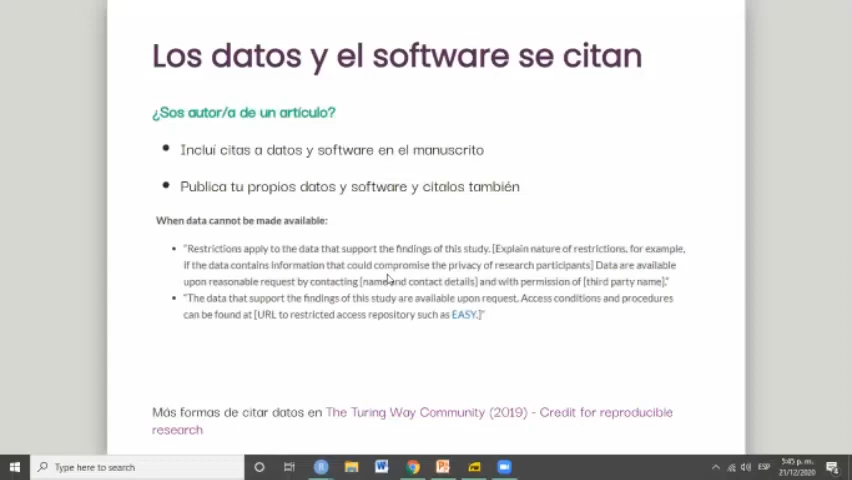 Los datos y el software se citan
¿Sos autor/a de un artículo?
• Incluí citas a datos y software en el manuscrito
• Publica tu propios datos y software y citalos también
When data cannot be made available:
• "Restrictions apply to the data that support the findings of this study. [Explain nature of restrictions, for example,
if the data contains information that could compromise the privacy of research participants] Data are available
upon reasonable request by contacting [name and contact details] and with permission of [third party name]."
• "The data that support the findings of this study are available upon request. Access conditions and procedures
can be found at [URL to restricted access repository such as EASY.]"
Más formas de citar datos en The Turing Way Community (2019) - Credit for reproducible
research
Type here to search
ESP
5:45 p. m.
21/12/2020